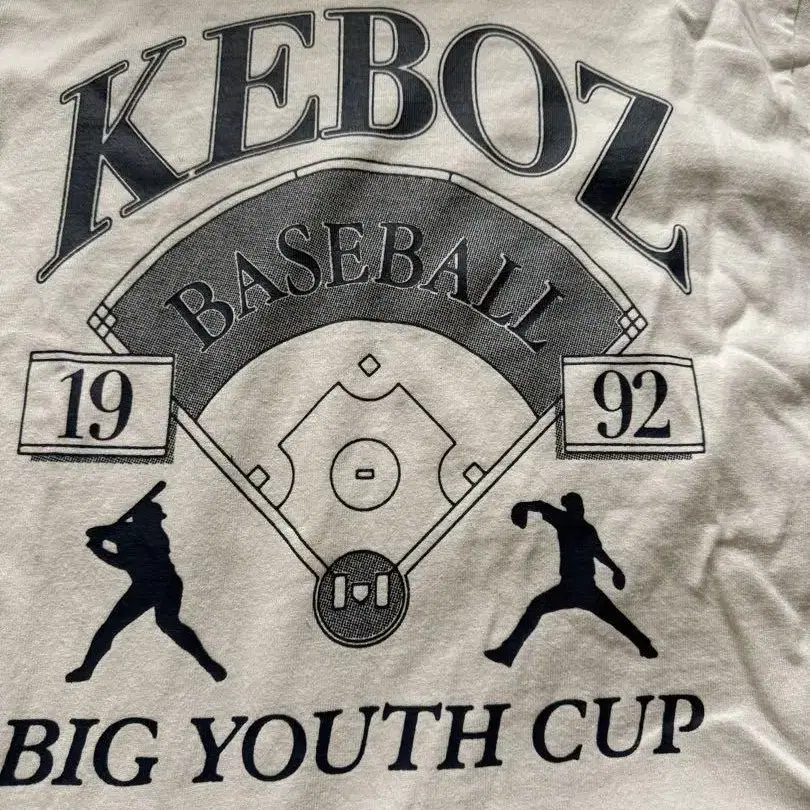 KEBOZ
BASEBALL
19 92
BIG YOUTH CUP